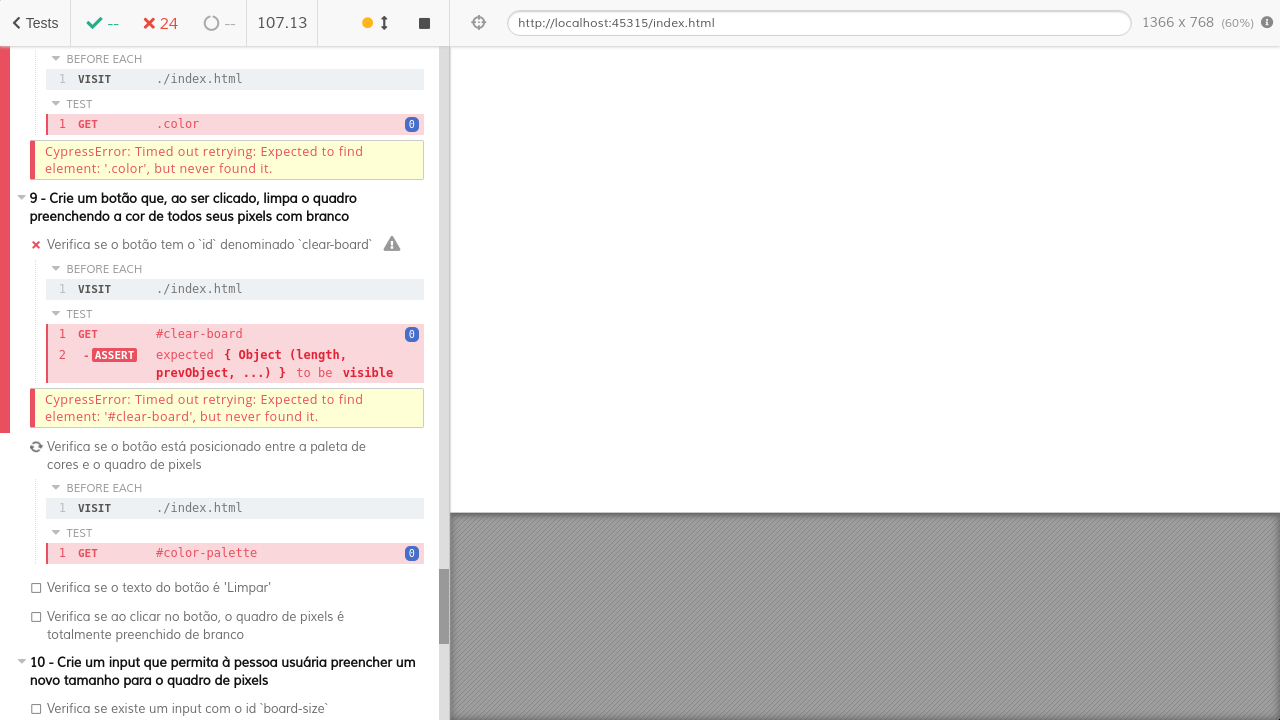 Tests -- 24 -- 107.13 http://localhost:45315/index.html 1366 x 768 (60%)
BEFORE EACH
1 VISIT ./index.html
TEST
1 GET .color 0
CypressError: Timed out retrying: Expected to find
element: '.color', but never found it.
9 - Crie um botão que, ao ser clicado, limpa o quadro
preenchendo a cor de todos seus pixels com branco
Verifica se o botão tem o `id` denominado `clear-board`
BEFORE EACH
1 VISIT ./index.html
TEST
1 GET #clear-board 0
2 -ASSERT expected { Object (length,
prevObject, ...) } to be visible
CypressError: Timed out retrying: Expected to find
element: '#clear-board', but never found it.
Verifica se o botão está posicionado entre a paleta de
cores e o quadro de pixels
BEFORE EACH
1 VISIT ./index.html
TEST
1 GET #color-palette 0
Verifica se o texto do botão é 'Limpar'
Verifica se ao clicar no botão, o quadro de pixels é
totalmente preenchido de branco
10 - Crie um input que permita à pessoa usuária preencher um
novo tamanho para o quadro de pixels
Verifica se existe um input com o id `board-size`